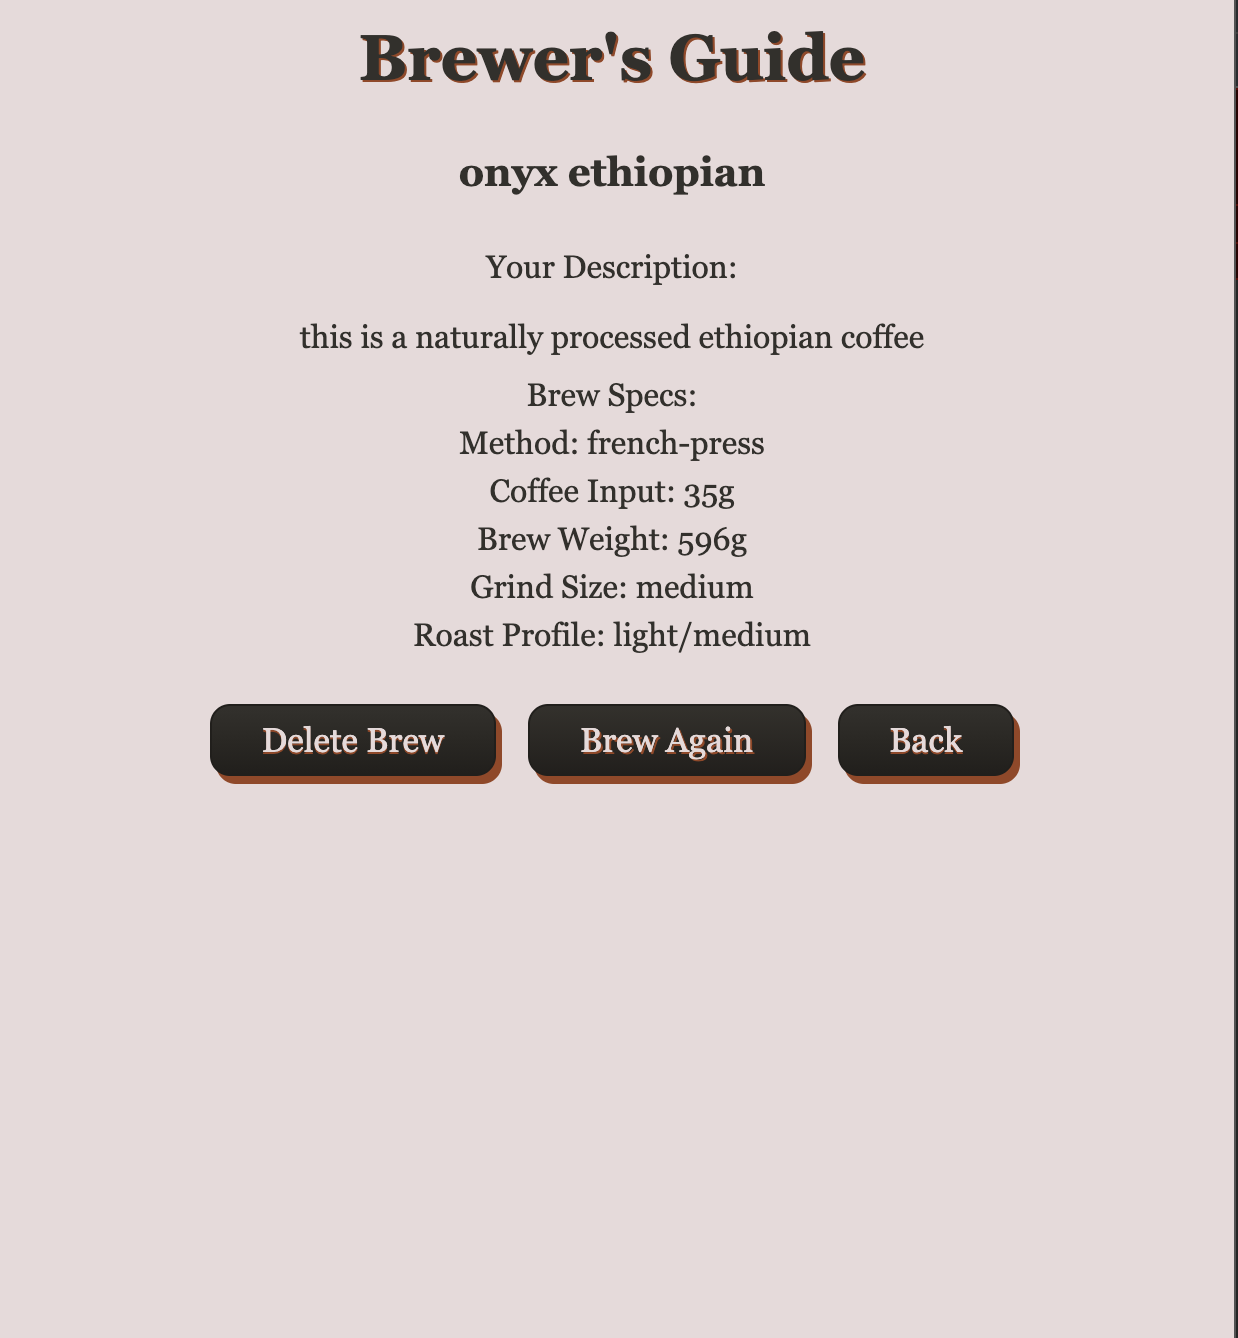 Brewer's Guide
onyx ethiopian
Your Description:
this is a naturally processed ethiopian coffee
Brew Specs:
Method: french-press
Coffee Input: 35g
Brew Weight: 596g
Grind Size: medium
Roast Profile: light/medium
Delete Brew Brew Again Back